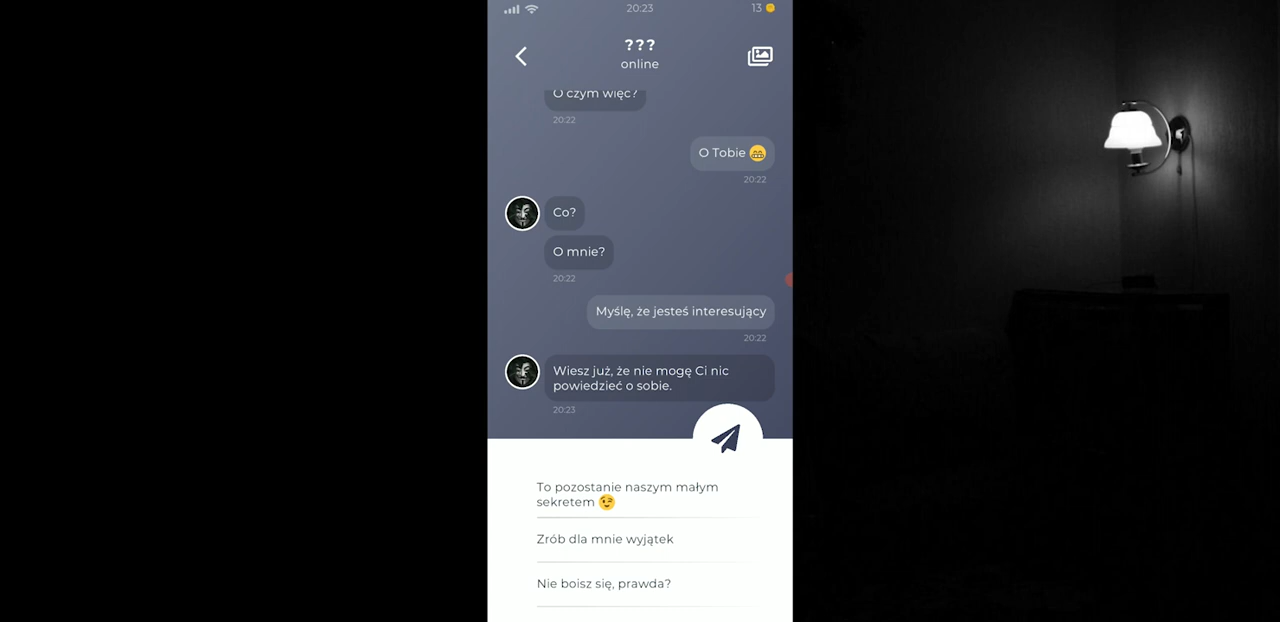 20:23
13
???
online
O czym więc?
20:22
O Tobie
20:22
Co?
O mnie?
20:22
Myślę, że jesteś interesujący
20:22
Wiesz już, że nie mogę Ci nic
powiedzieć o sobie.
20:23
To pozostanie naszym małym
sekretem
Zrób dla mnie wyjątek
Nie boisz się, prawda?